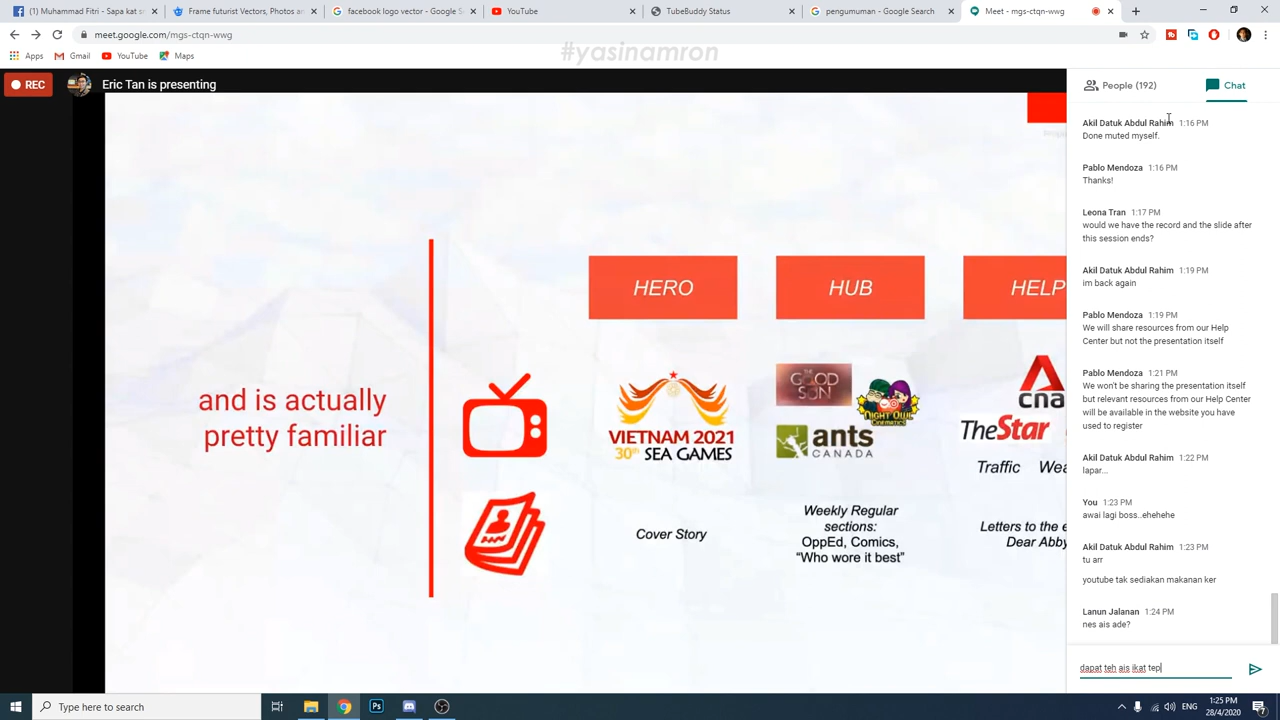 (1) Muhammad Fitri - Sapa kat s
Frame futurist Vectors, Photos an
facebook logo vector - Google S
YouTube
TubeBuddy Status
pengumuman - Google Search
Meet - mgs-ctqn-wwg
meet.google.com/mgs-ctqn-wwg
Apps Gmail YouTube Maps
#yasinamron
REC
Eric Tan is presenting
People (192) Chat
HERO HUB HELP
and is actually
pretty familiar
VIETNAM 2021
30th SEA GAMES
GOOD
SON
NIGHT OWL
CINEMATICS
ants
CANADA
cna
TheStar
Traffic Wea
Cover Story
Weekly Regular
sections:
OppEd, Comics,
“Who wore it best”
Letters to the e
Dear Abby
Akil Datuk Abdul Rahim 1:16 PM
Done muted myself.
Pablo Mendoza 1:16 PM
Thanks!
Leona Tran 1:17 PM
would we have the record and the slide after
this session ends?
Akil Datuk Abdul Rahim 1:19 PM
im back again
Pablo Mendoza 1:19 PM
We will share resources from our Help
Center but not the presentation itself
Pablo Mendoza 1:21 PM
We won't be sharing the presentation itself
but relevant resources from our Help Center
will be available in the website you have
used to register
Akil Datuk Abdul Rahim 1:22 PM
lapar...
You 1:23 PM
awai lagi boss..ehehehe
Akil Datuk Abdul Rahim 1:23 PM
tu arr
youtube tak sediakan makanan ker
Lanun Jalanan 1:24 PM
nes ais ade?
dapat teh ais ikat tep
Type here to search
Ps
ENG
1:25 PM
28/4/2020